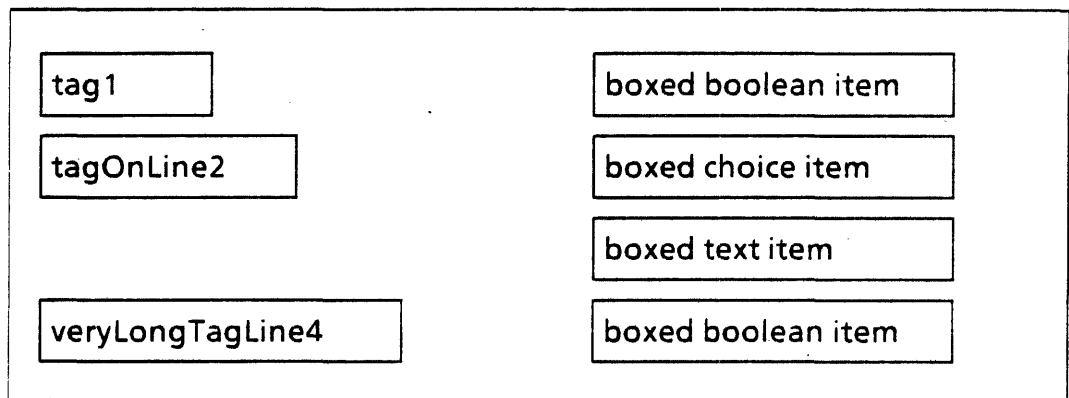 tag1 boxed boolean item
tagOnLine2 boxed choice item
boxed text item
veryLongTagLine4 boxed boolean item